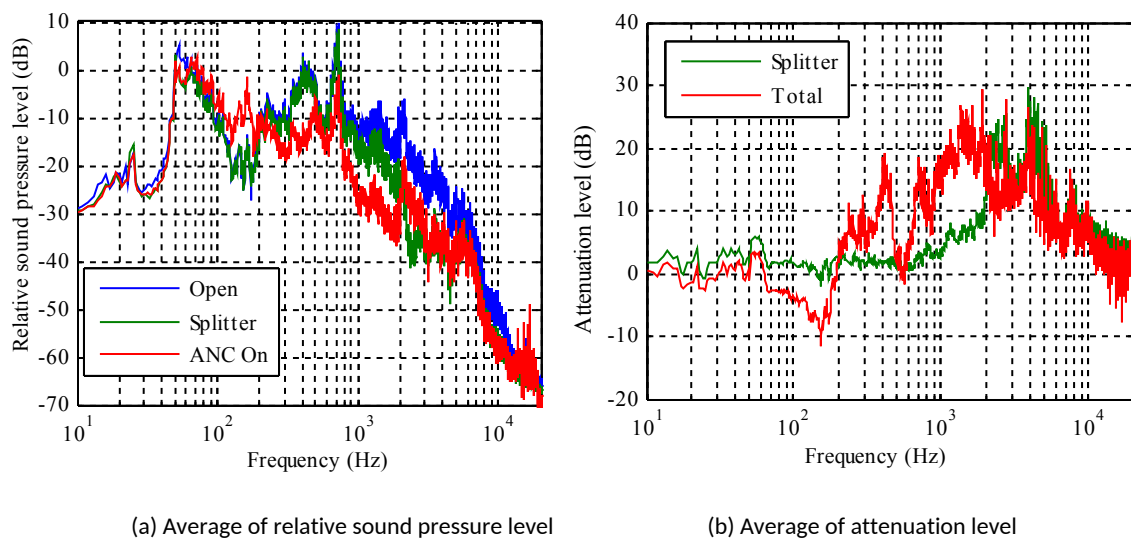 10
0
-10
-20
-30
-40
-50
-60
-70
Relative sound pressure level (dB)
Open
Splitter
ANC On
10^1
10^2
10^3
10^4
Frequency (Hz)
(a) Average of relative sound pressure level
40
30
20
10
0
-10
-20
Attenuation level (dB)
Splitter
Total
10^1
10^2
10^3
10^4
Frequency (Hz)
(b) Average of attenuation level